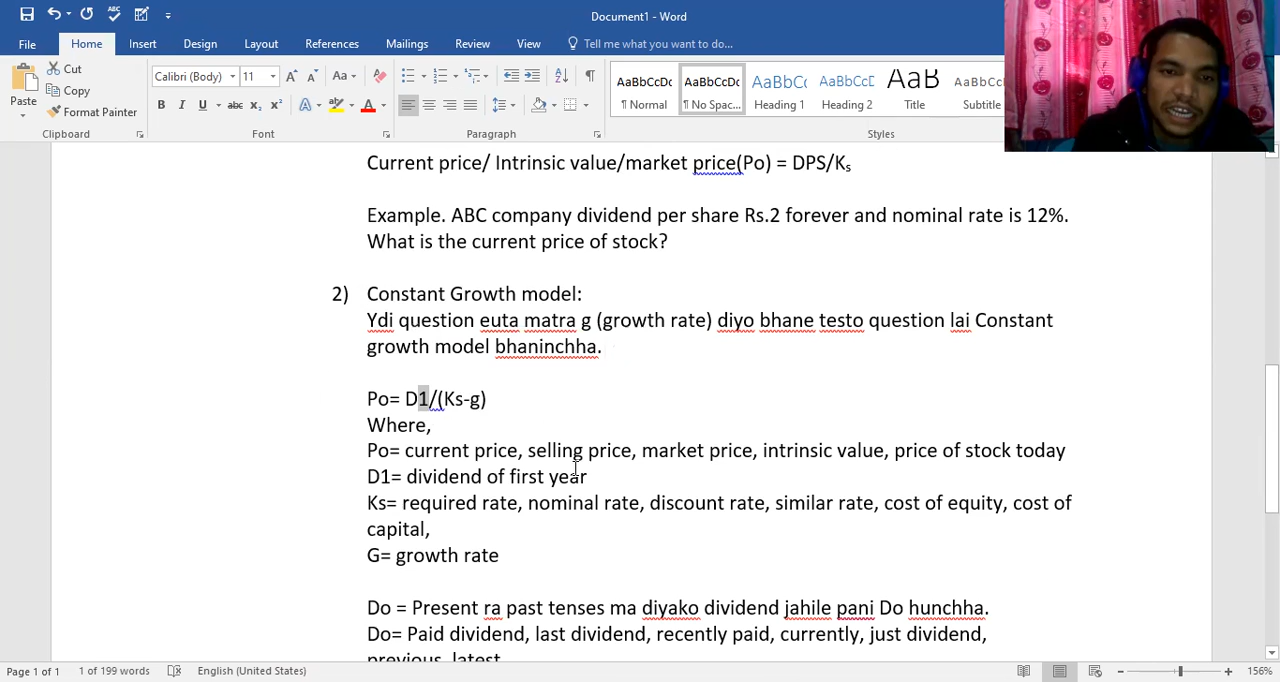 Document1 - Word
File Home Insert Design Layout References Mailings Review View Tell me what you want to do...
Paste
Cut
Copy
Format Painter
Calibri (Body) 11
Clipboard Font Paragraph Styles
AaBbCcDc AaBbCcDc AaBbCc AaBbCcE AaB AaBbCcD
¶ Normal ¶ No Spac... Heading 1 Heading 2 Title Subtitle
Current price/ Intrinsic value/market price(Po) = DPS/Ks
Example. ABC company dividend per share Rs.2 forever and nominal rate is 12%.
What is the current price of stock?
2) Constant Growth model:
Ydi question euta matra g (growth rate) diyo bhane testo question lai Constant
growth model bhaninchha.
Po= D1/(Ks-g)
Where,
Po= current price, selling price, market price, intrinsic value, price of stock today
D1= dividend of first year
Ks= required rate, nominal rate, discount rate, similar rate, cost of equity, cost of
capital,
G= growth rate
Do = Present ra past tenses ma diyako dividend jahile pani Do hunchha.
Do= Paid dividend, last dividend, recently paid, currently, just dividend,
previous, latest
Page 1 of 1 1 of 199 words English (United States) 156%